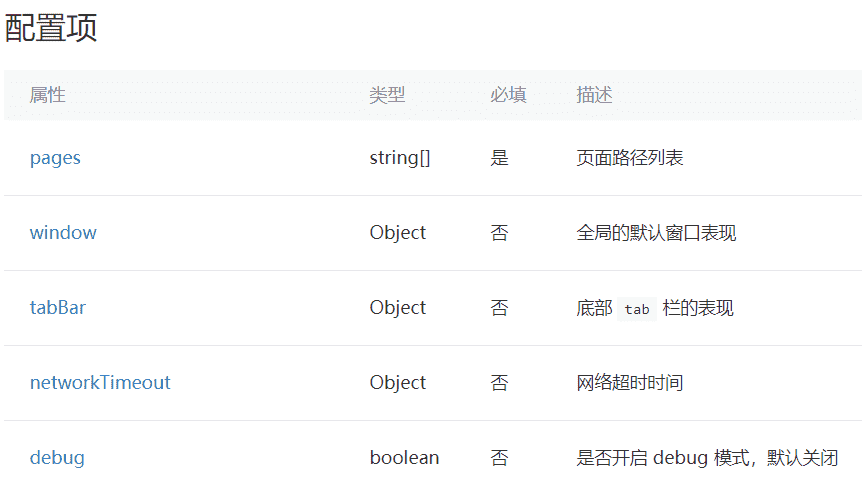 配置项
属性 类型 必填 描述
pages string[] 是 页面路径列表
window Object 否 全局的默认窗口表现
tabBar Object 否 底部 tab 栏的表现
networkTimeout Object 否 网络超时时间
debug boolean 否 是否开启 debug 模式，默认关闭